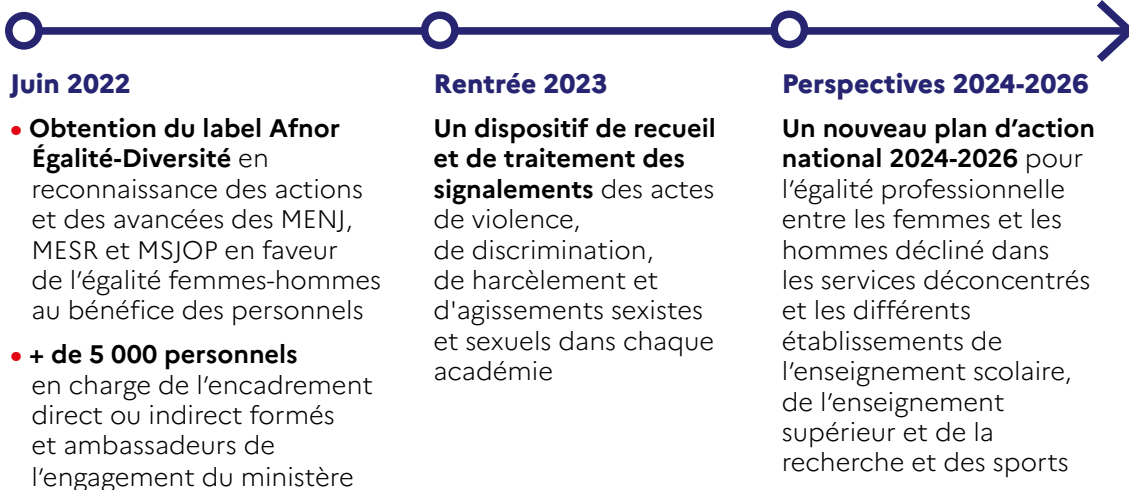 Juin 2022
• Obtention du label Afnor
Égalité-Diversité en
reconnaissance des actions
et des avancées des MENJ,
MESR et MSJOP en faveur
de l’égalité femmes-hommes
au bénéfice des personnels
• + de 5 000 personnels
en charge de l’encadrement
direct ou indirect formés
et ambassadeurs de
l’engagement du ministère
Rentrée 2023
Un dispositif de recueil
et de traitement des
signalements des actes
de violence,
de discrimination,
de harcèlement et
d'agissements sexistes
et sexuels dans chaque
académie
Perspectives 2024-2026
Un nouveau plan d’action
national 2024-2026 pour
l’égalité professionnelle
entre les femmes et les
hommes décliné dans
les services déconcentrés
et les différents
établissements de
l’enseignement scolaire,
de l’enseignement
supérieur et de la
recherche et des sports